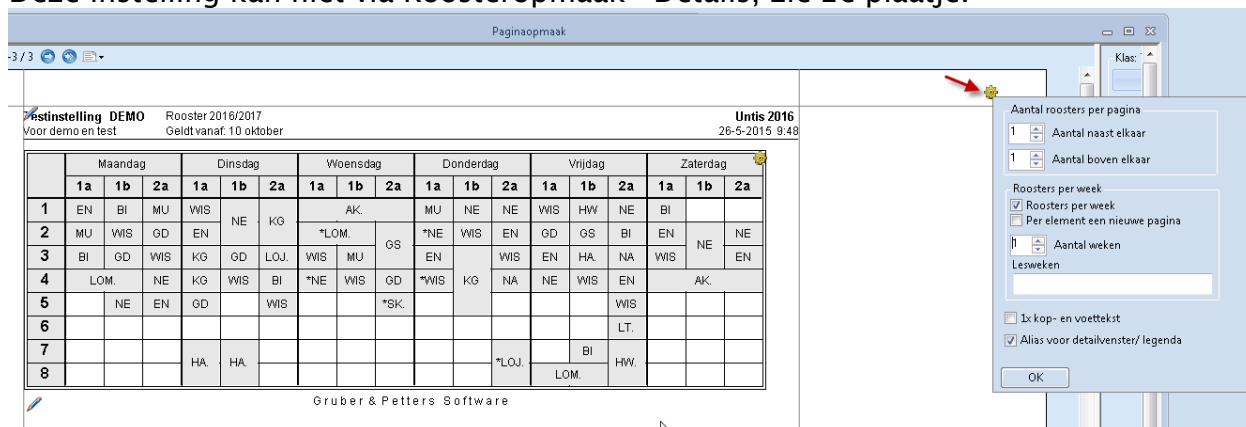 Deze instelling kan niet via Roosteropmaak - Details, zie 2e plaatje.
Paginaopmaak
-3 / 3
Klas:
Testinstelling DEMO Rooster 2016/2017 Untis 2016
Voor demo en test Geldt vanaf: 10 oktober 26-5-2015 9:48
Maandag Dinsdag Woensdag Donderdag Vrijdag Zaterdag
1a 1b 2a 1a 1b 2a 1a 1b 2a 1a 1b 2a 1a 1b 2a 1a 1b 2a
1 EN BI MU WIS NE KG AK. MU NE NE WIS HW NE BI
2 MU WIS GD EN *LOM. GS *NE WIS EN GD GS BI EN NE NE
3 BI GD WIS KG GD LOJ. WIS MU EN KG WIS EN HA. NA WIS EN
4 LOM. NE KG WIS BI *NE WIS GD *WIS NA NE WIS EN AK.
5 NE EN GD WIS *SK. WIS
6 LT.
7 HA. HA. *LOJ. BI HW.
8 LOM.
Gruber & Petters Software
Aantal roosters per pagina
1 Aantal naast elkaar
1 Aantal boven elkaar
Roosters per week
Roosters per week
Per element een nieuwe pagina
1 Aantal weken
Lesweken
1x kop- en voettekst
Alias voor detailvenster/ legenda
OK